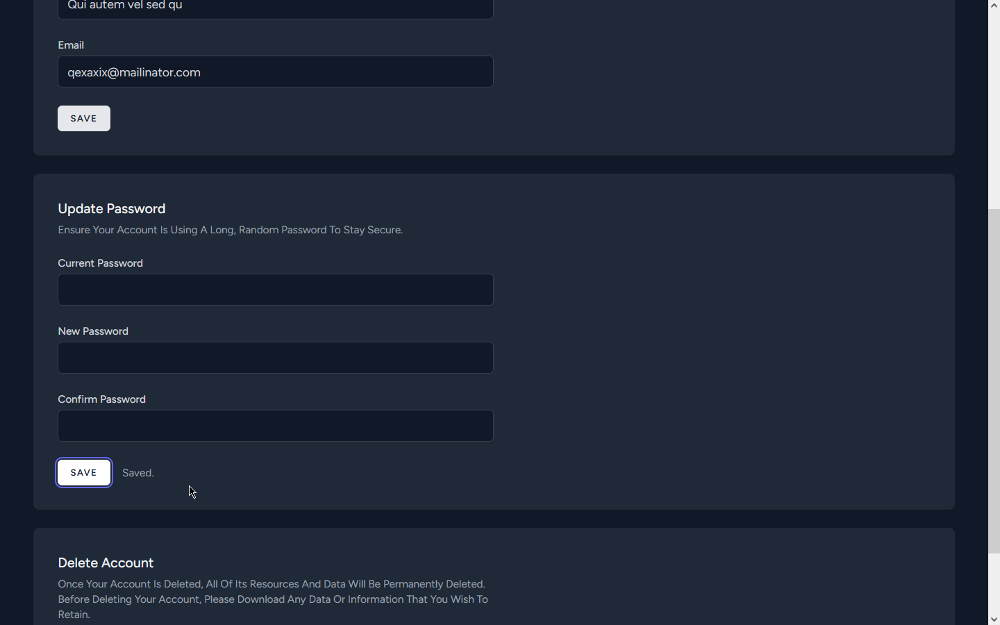 Qui autem vel sed qu
Email
qexaxix@mailinator.com
SAVE
Update Password
Ensure Your Account Is Using A Long, Random Password To Stay Secure.
Current Password
New Password
Confirm Password
SAVE
Saved.
Delete Account
Once Your Account Is Deleted, All Of Its Resources And Data Will Be Permanently Deleted.
Before Deleting Your Account, Please Download Any Data Or Information That You Wish To
Retain.